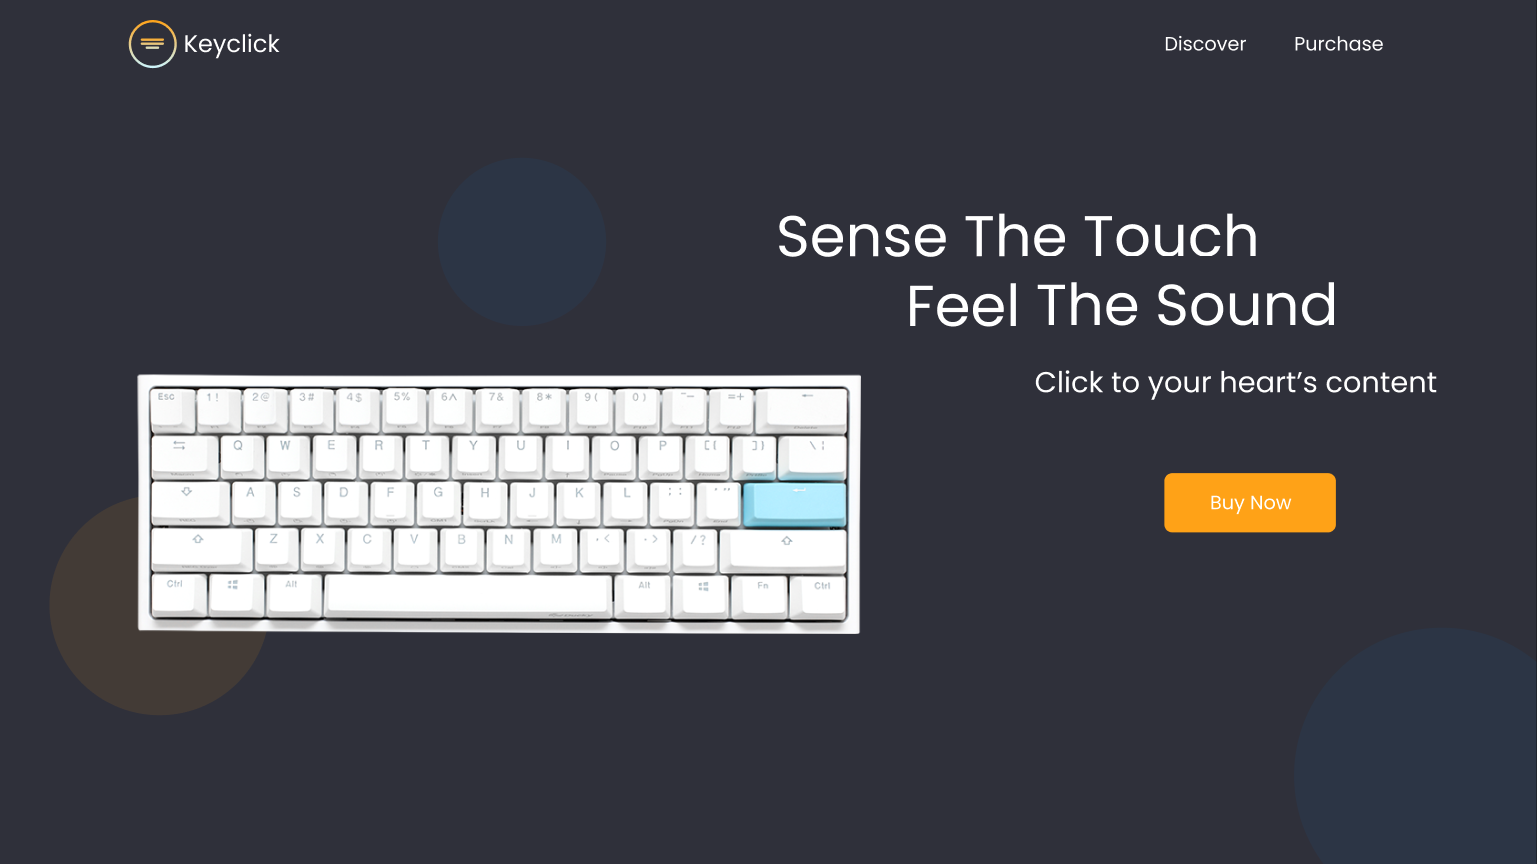 Keyclick
Discover
Purchase
Sense The Touch
Feel The Sound
Click to your heart’s content
Buy Now
Esc 1! 2@ 3# 4$ 5% 6^ 7& 8* 9( 0) =+
Q W E R T Y U I O P
A S D F G H J K L
Z X C V B N M /?
Ctrl Alt Alt Fn Ctrl